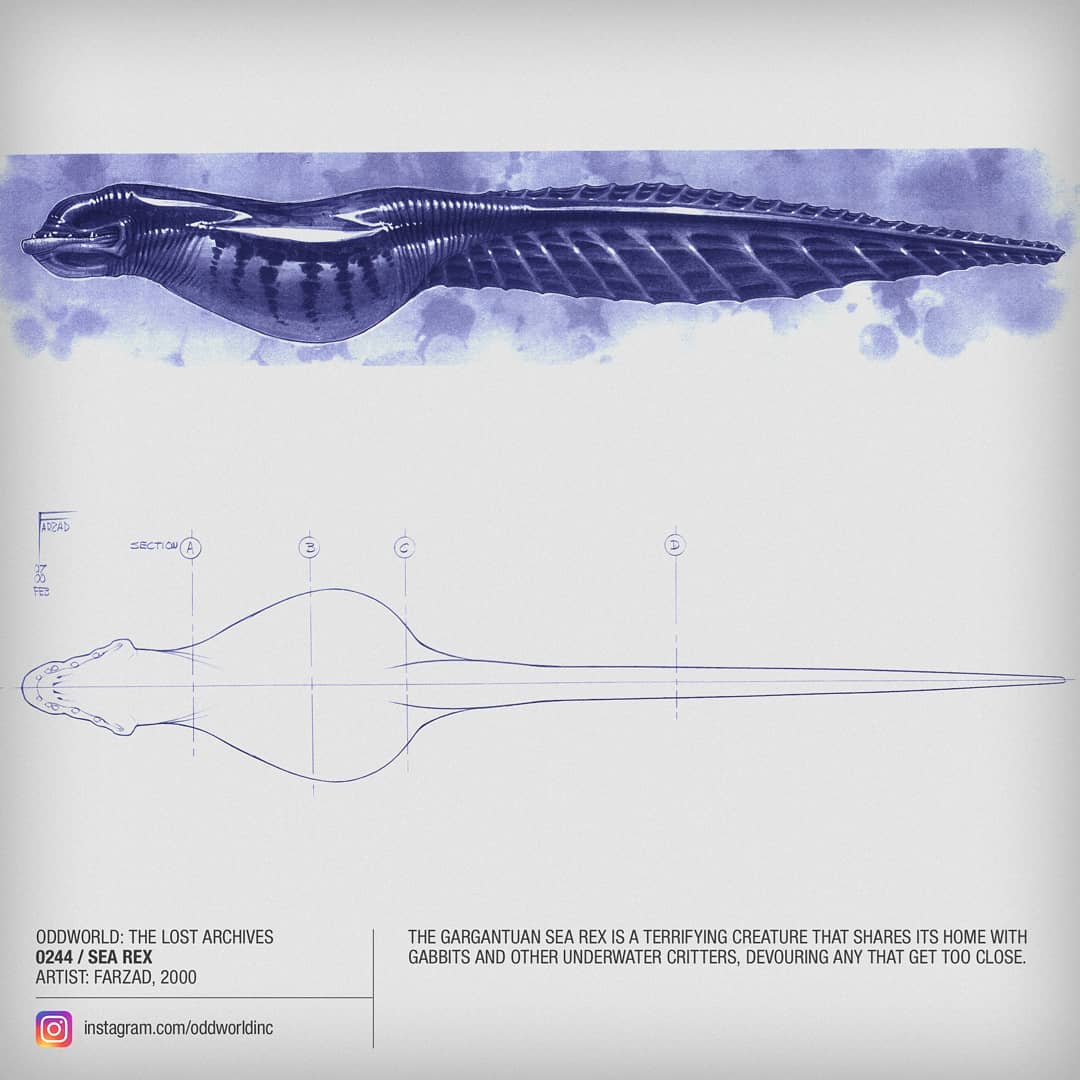 FARZAD
07
00
FEB
SECTION A B C D
ODDWORLD: THE LOST ARCHIVES
0244 / SEA REX
ARTIST: FARZAD, 2000
THE GARGANTUAN SEA REX IS A TERRIFYING CREATURE THAT SHARES ITS HOME WITH
GABBITS AND OTHER UNDERWATER CRITTERS, DEVOURING ANY THAT GET TOO CLOSE.
instagram.com/oddworldinc